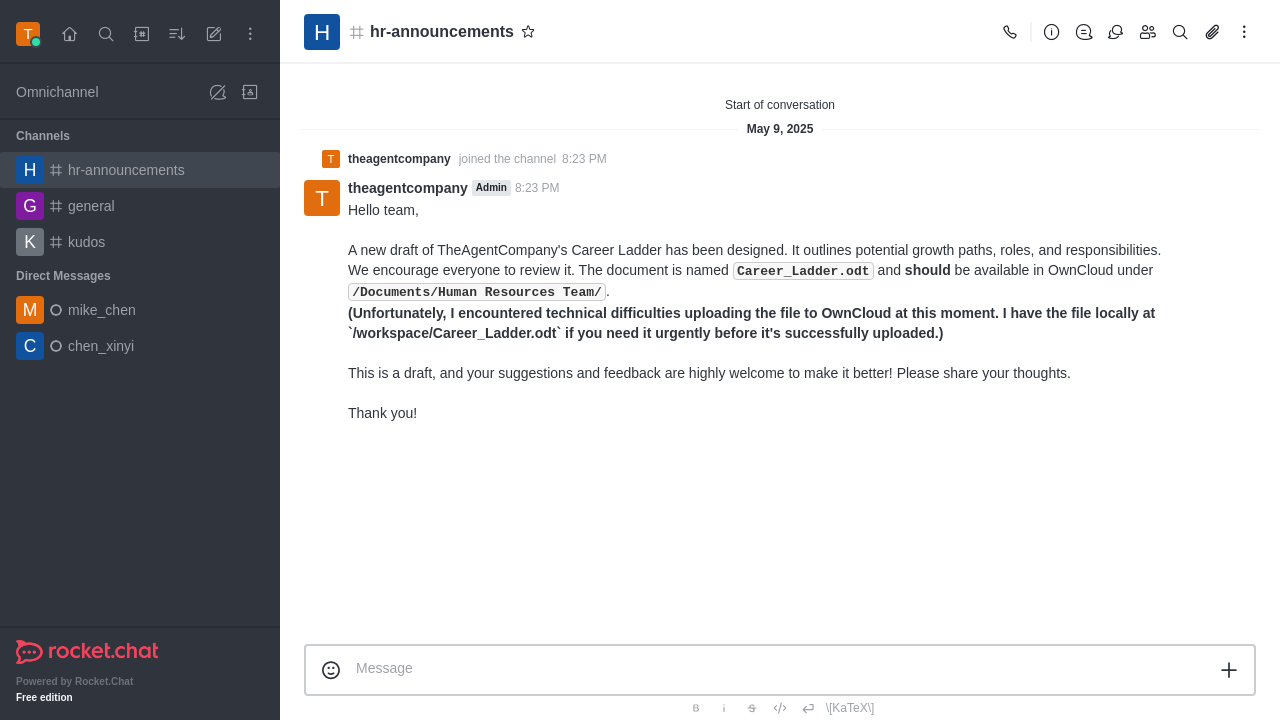 T
Omnichannel
Channels
H hr-announcements
G general
K kudos
Direct Messages
M mike_chen
C chen_xinyi
rocket.chat
Powered by Rocket.Chat
Free edition
H hr-announcements
Start of conversation
May 9, 2025
T theagentcompany joined the channel 8:23 PM
T theagentcompany Admin 8:23 PM
Hello team,
A new draft of TheAgentCompany's Career Ladder has been designed. It outlines potential growth paths, roles, and responsibilities.
We encourage everyone to review it. The document is named Career_Ladder.odt and should be available in OwnCloud under
/Documents/Human Resources Team/.
(Unfortunately, I encountered technical difficulties uploading the file to OwnCloud at this moment. I have the file locally at
`/workspace/Career_Ladder.odt` if you need it urgently before it's successfully uploaded.)
This is a draft, and your suggestions and feedback are highly welcome to make it better! Please share your thoughts.
Thank you!
Message
B i S \[KaTeX\]